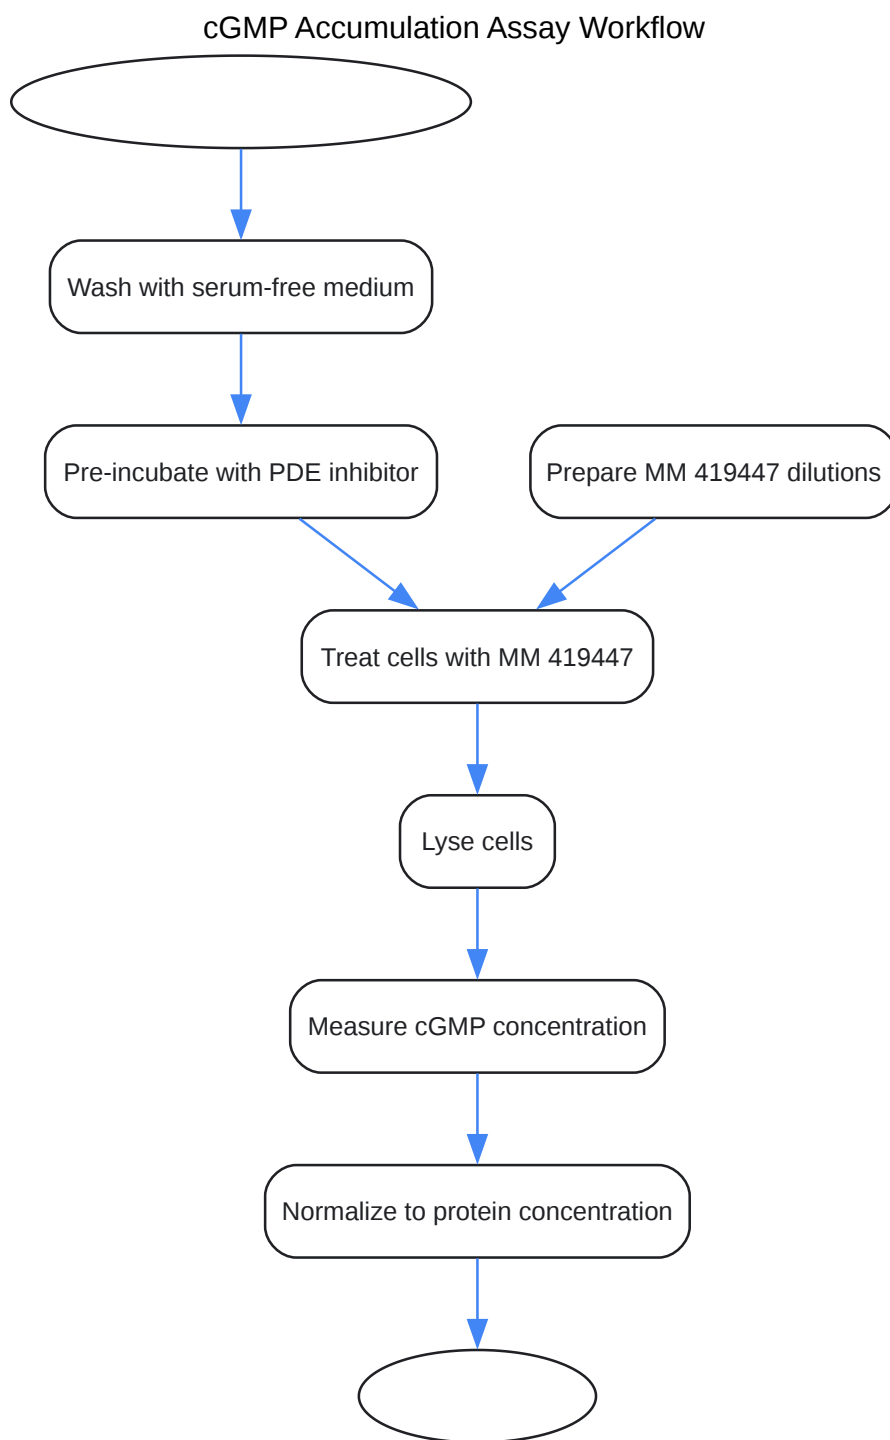 cGMP Accumulation Assay Workflow
Wash with serum-free medium
Pre-incubate with PDE inhibitor
Prepare MM 419447 dilutions
Treat cells with MM 419447
Lyse cells
Measure cGMP concentration
Normalize to protein concentration